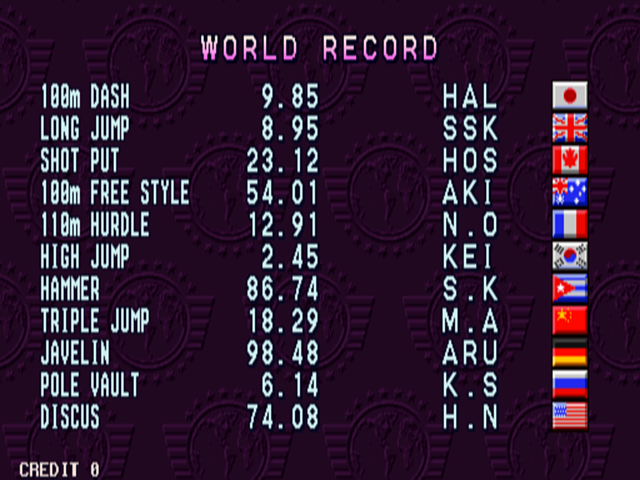 WORLD RECORD
100m DASH 9.85 HAL
LONG JUMP 8.95 SSK
SHOT PUT 23.12 HOS
100m FREE STYLE 54.01 AKI
110m HURDLE 12.91 N.O
HIGH JUMP 2.45 KEI
HAMMER 86.74 S.K
TRIPLE JUMP 18.29 M.A
JAVELIN 98.48 ARU
POLE VAULT 6.14 K.S
DISCUS 74.08 H.N
CREDIT 0